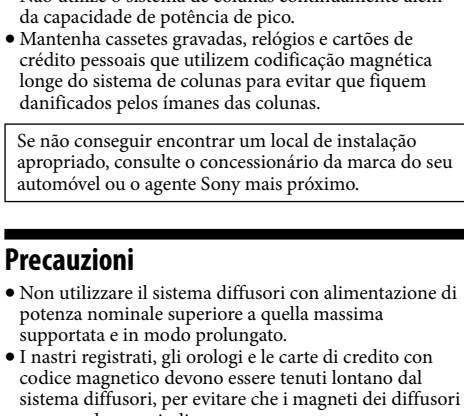 da capacidade de potência de pico.
• Mantenha cassetes gravadas, relógios e cartões de
crédito pessoais que utilizem codificação magnética
longe do sistema de colunas para evitar que fiquem
danificados pelos ímanes das colunas.
Se não conseguir encontrar um local de instalação
apropriado, consulte o concessionário da marca do seu
automóvel ou o agente Sony mais próximo.
Precauzioni
• Non utilizzare il sistema diffusori con alimentazione di
potenza nominale superiore a quella massima
supportata e in modo prolungato.
• I nastri registrati, gli orologi e le carte di credito con
codice magnetico devono essere tenuti lontano dal
sistema diffusori, per evitare che i magneti dei diffusori